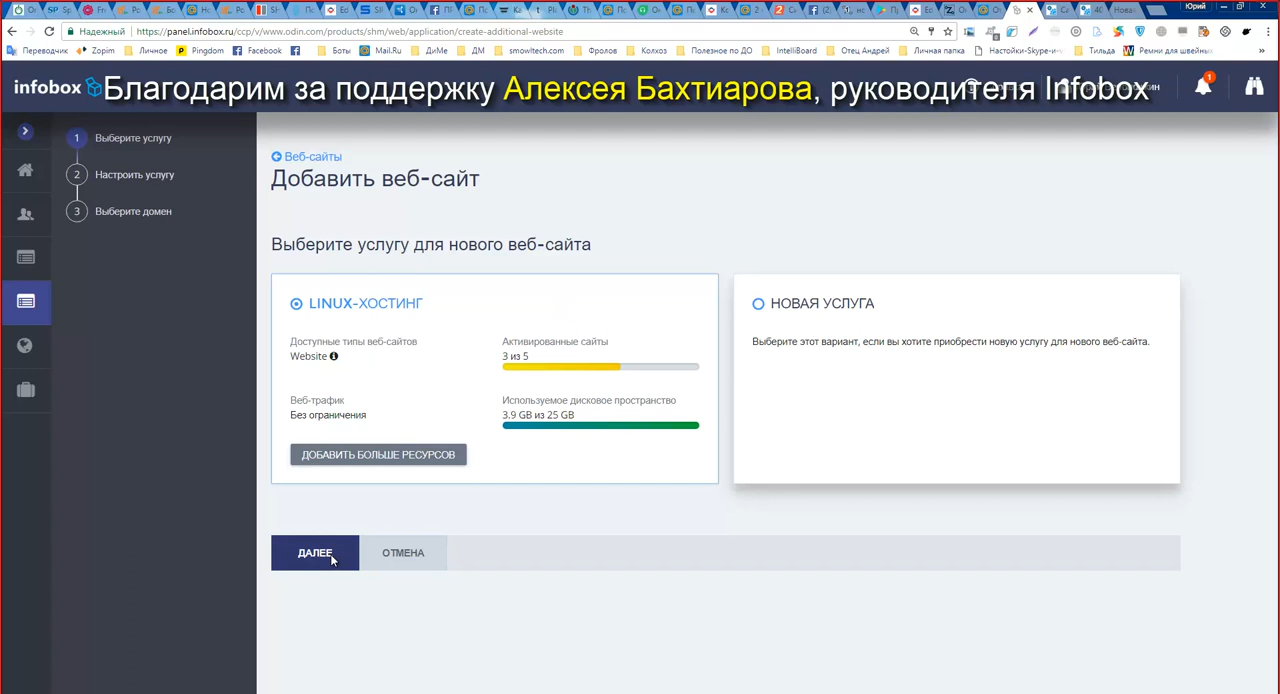 Юрий
Надежный
https://panel.infobox.ru/ccp/v/www.odin.com/products/shm/web/application/create-additional-website
Переводчик Zopim Личное Pingdom Facebook Боты Mail.Ru ДиМе ДМ smowltech.com Фролов Колхоз Полезное по ДО IntelliBoard Отец Андрей Личная папка Настойки-Skype-и Тильда Ремни для швейны »
infobox
Благодарим за поддержку Алексея Бахтиарова, руководителя Infobox
1
1 Выберите услугу
2 Настроить услугу
3 Выберите домен
Веб-сайты
Добавить веб-сайт
Выберите услугу для нового веб-сайта
LINUX-ХОСТИНГ
Доступные типы веб-сайтов
Website
Активированные сайты
3 из 5
Веб-трафик
Без ограничения
Используемое дисковое пространство
3.9 GB из 25 GB
ДОБАВИТЬ БОЛЬШЕ РЕСУРСОВ
НОВАЯ УСЛУГА
Выберите этот вариант, если вы хотите приобрести новую услугу для нового веб-сайта.
ДАЛЕЕ
ОТМЕНА